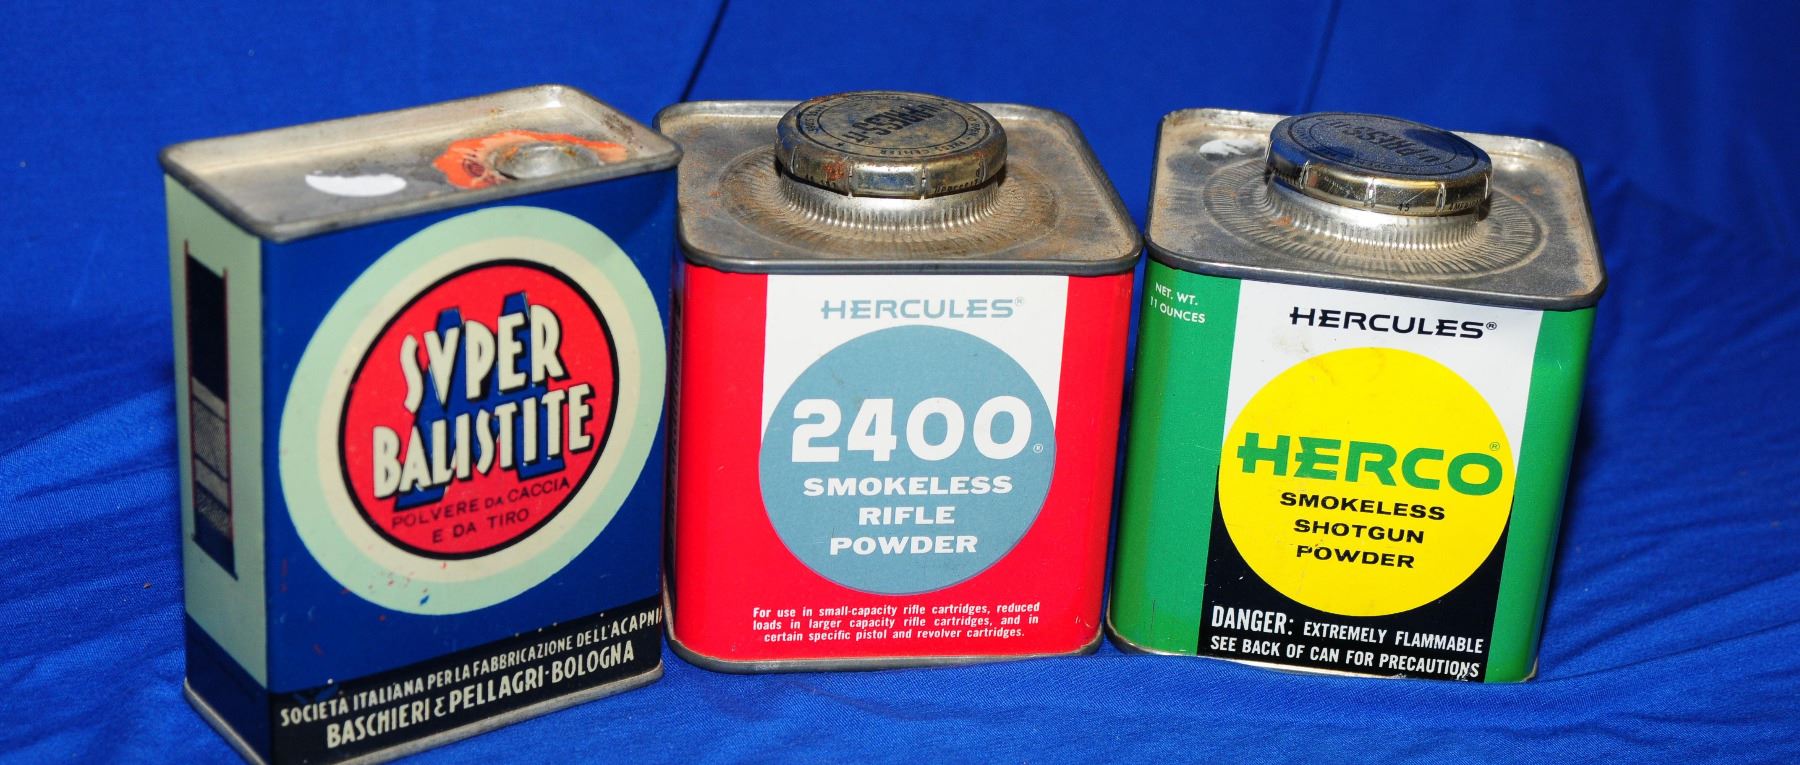 SVPER
BALISTITE
POLVERE DA CACCIA
E DA TIRO
SOCIETÀ ITALIANA PER LA FABBRICAZIONE DELL'ACAPNIA
BASCHIERI & PELLAGRI-BOLOGNA
HERCULES®
2400®
SMOKELESS
RIFLE
POWDER
For use in small-capacity rifle cartridges, reduced
loads in larger capacity rifle cartridges, and in
certain specific pistol and revolver cartridges.
NET. WT.
11 OUNCES
HERCULES®
HERCO®
SMOKELESS
SHOTGUN
POWDER
DANGER: EXTREMELY FLAMMABLE
SEE BACK OF CAN FOR PRECAUTIONS